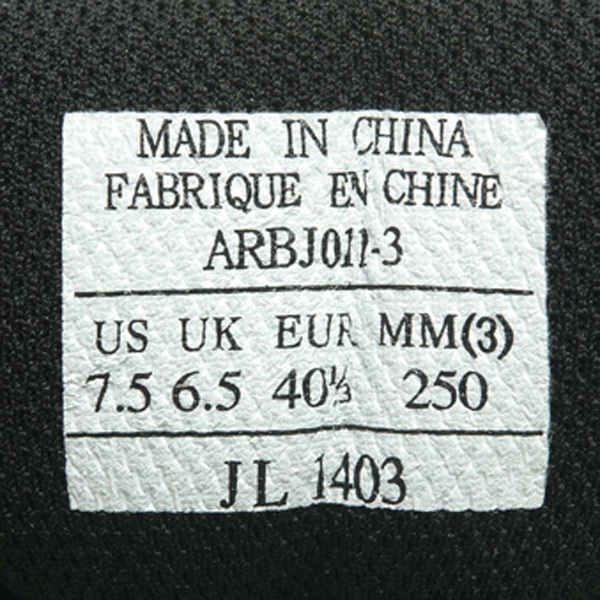 MADE IN CHINA
FABRIQUE EN CHINE
ARBJ011-3
US UK EUR MM(3)
7.5 6.5 40⅓ 250
JL 1403